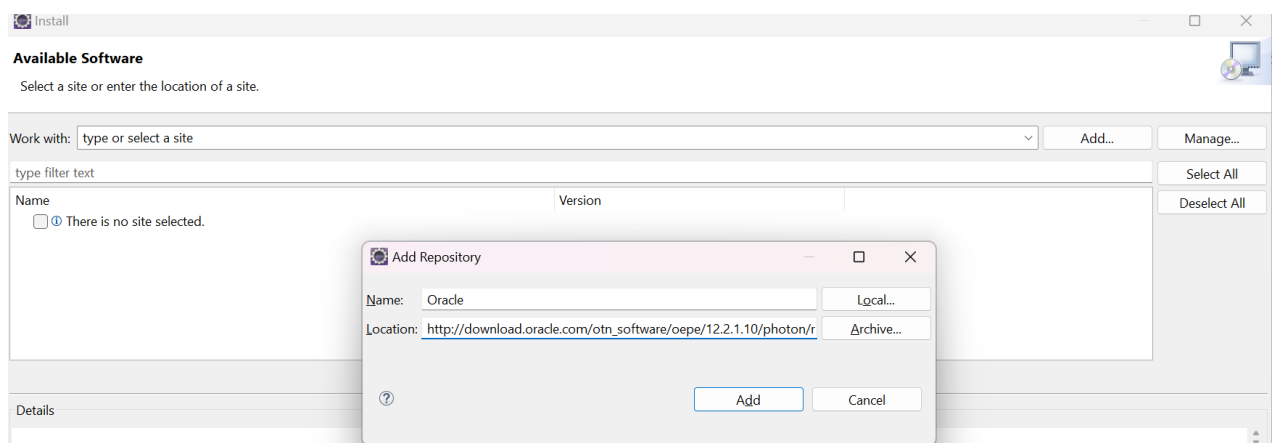 Install
Available Software
Select a site or enter the location of a site.
Work with: type or select a site Add... Manage...
type filter text Select All
Name Version Deselect All
There is no site selected.
Add Repository
Name: Oracle Local...
Location: http://download.oracle.com/otn_software/oepe/12.2.1.10/photon/r Archive...
Add Cancel
Details